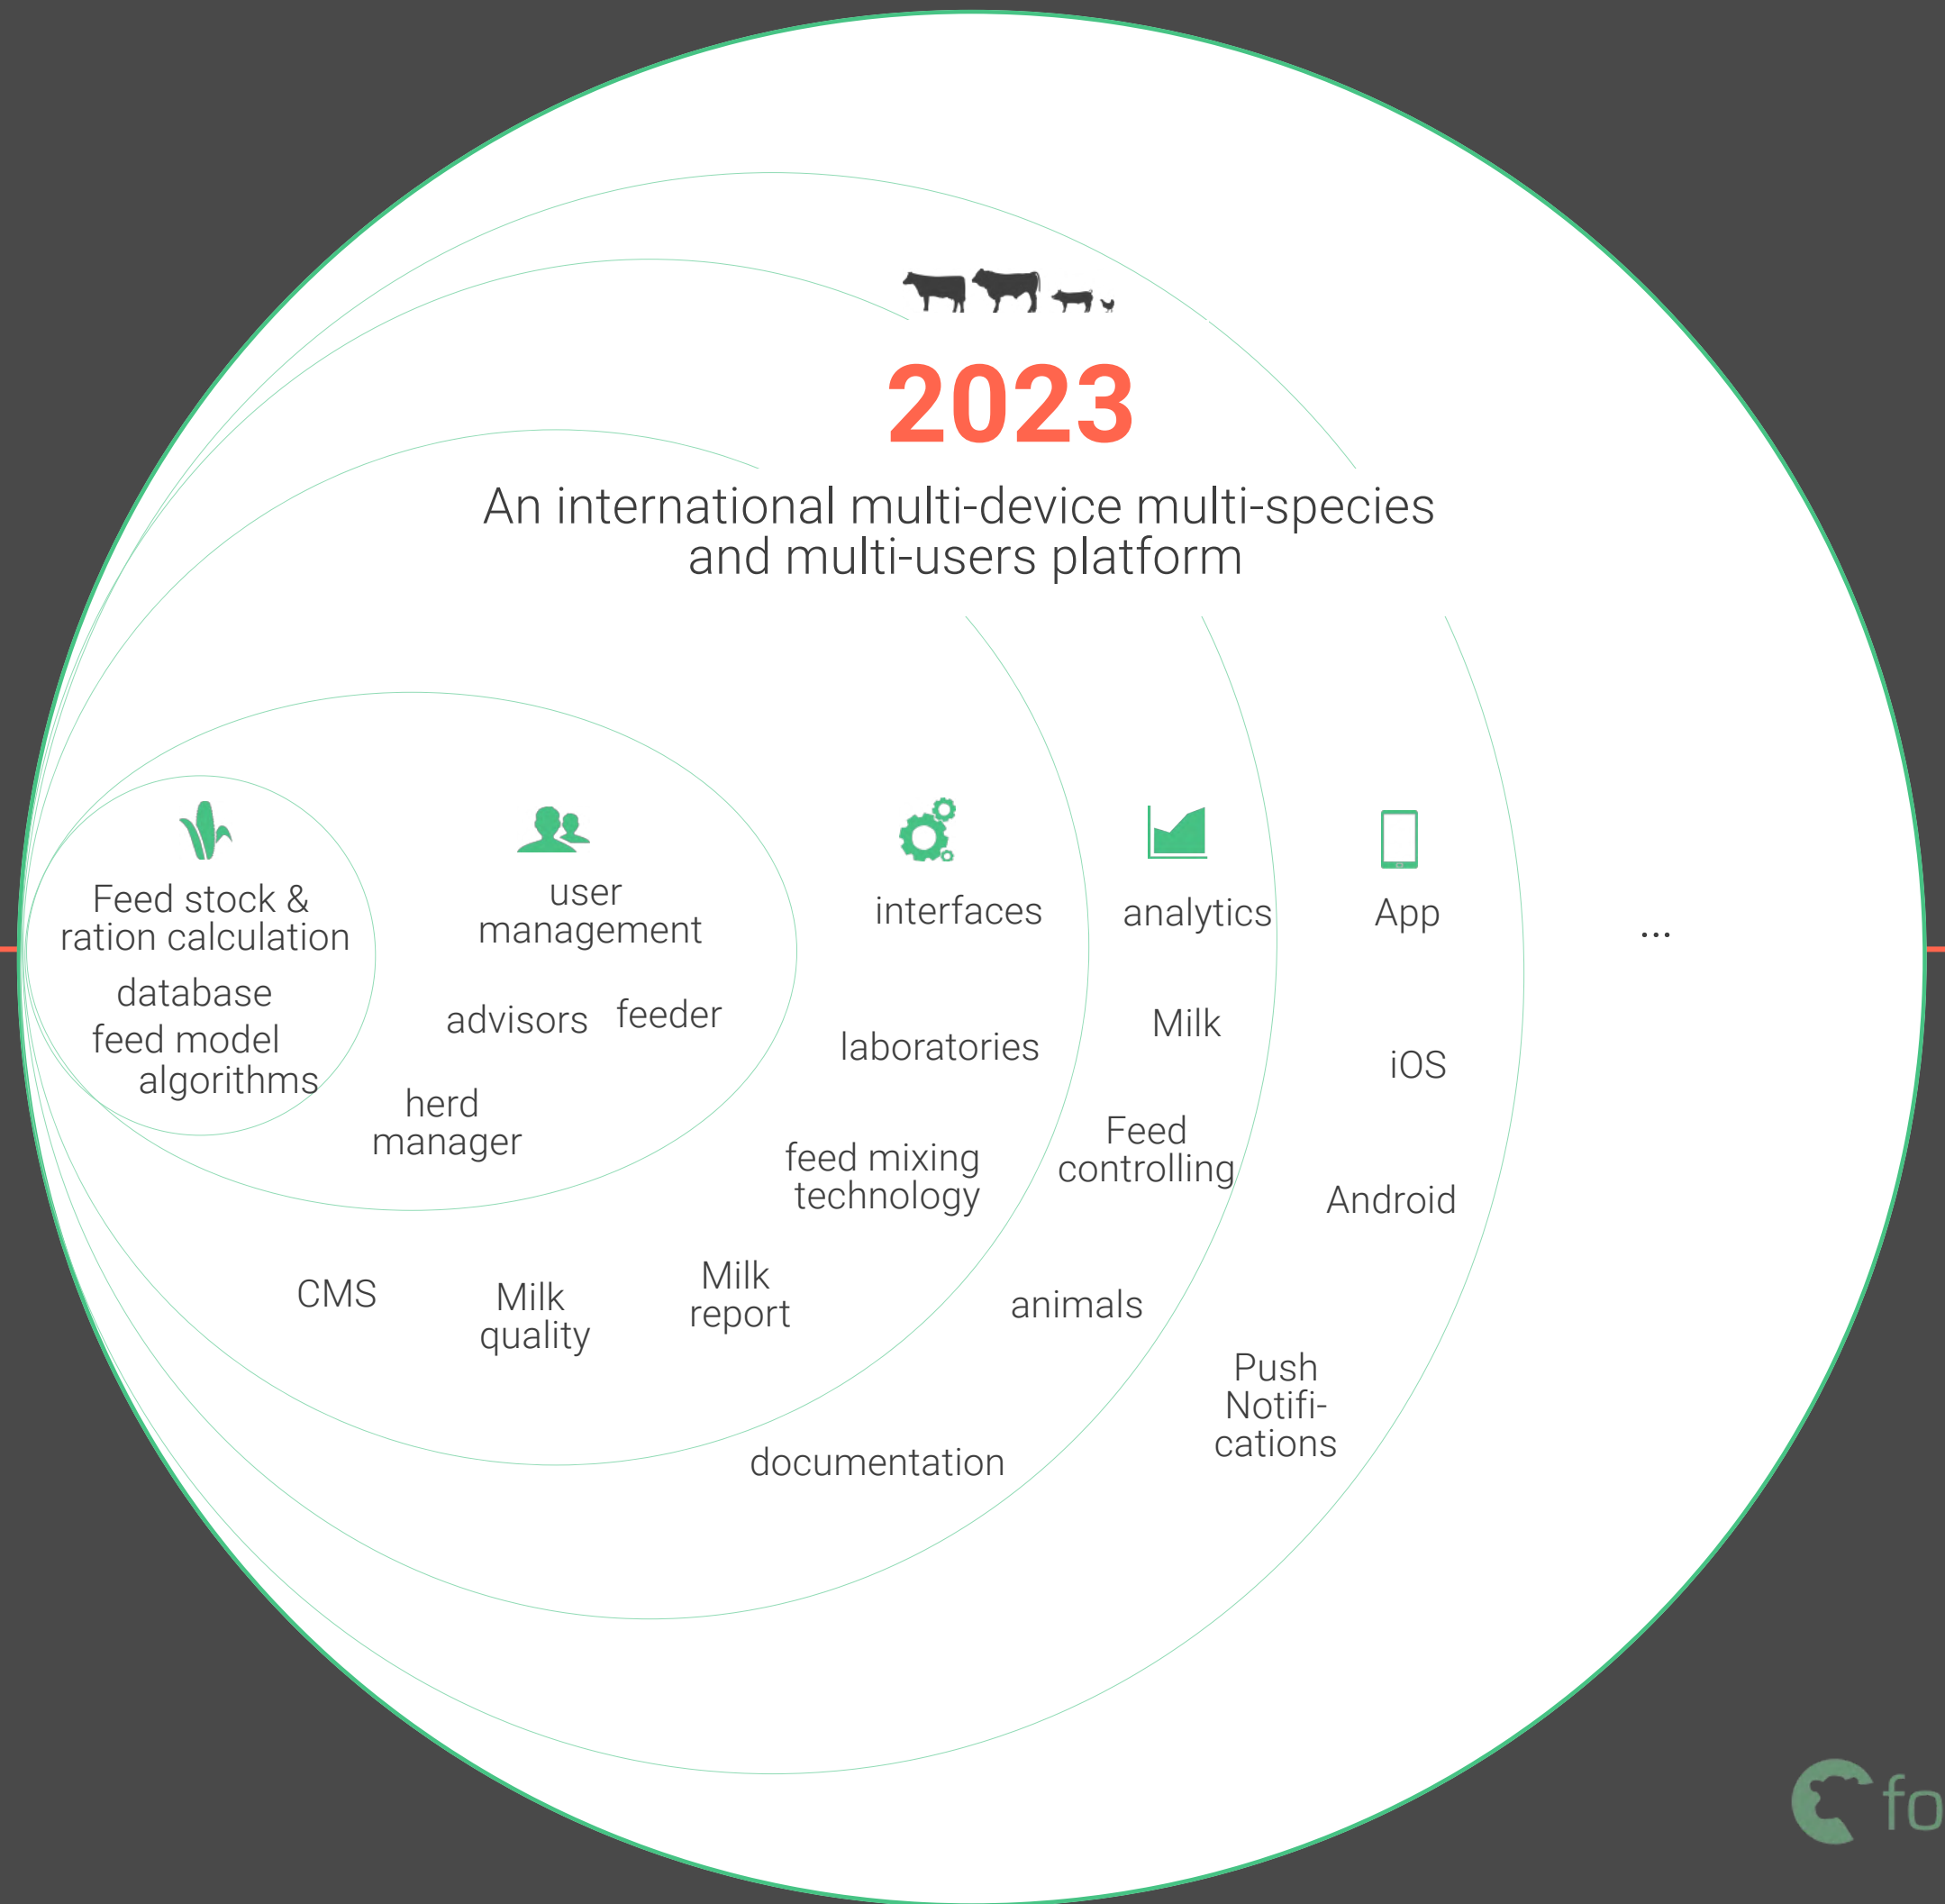 2023
An international multi-device multi-species
and multi-users platform
Feed stock &
ration calculation
database
feed model
algorithms
user
management
advisors feeder
herd
manager
interfaces
laboratories
feed mixing
technology
Milk
report
Milk
quality
CMS
analytics
Milk
Feed
controlling
animals
documentation
App
iOS
Android
Push
Notifi-
cations
...
fo